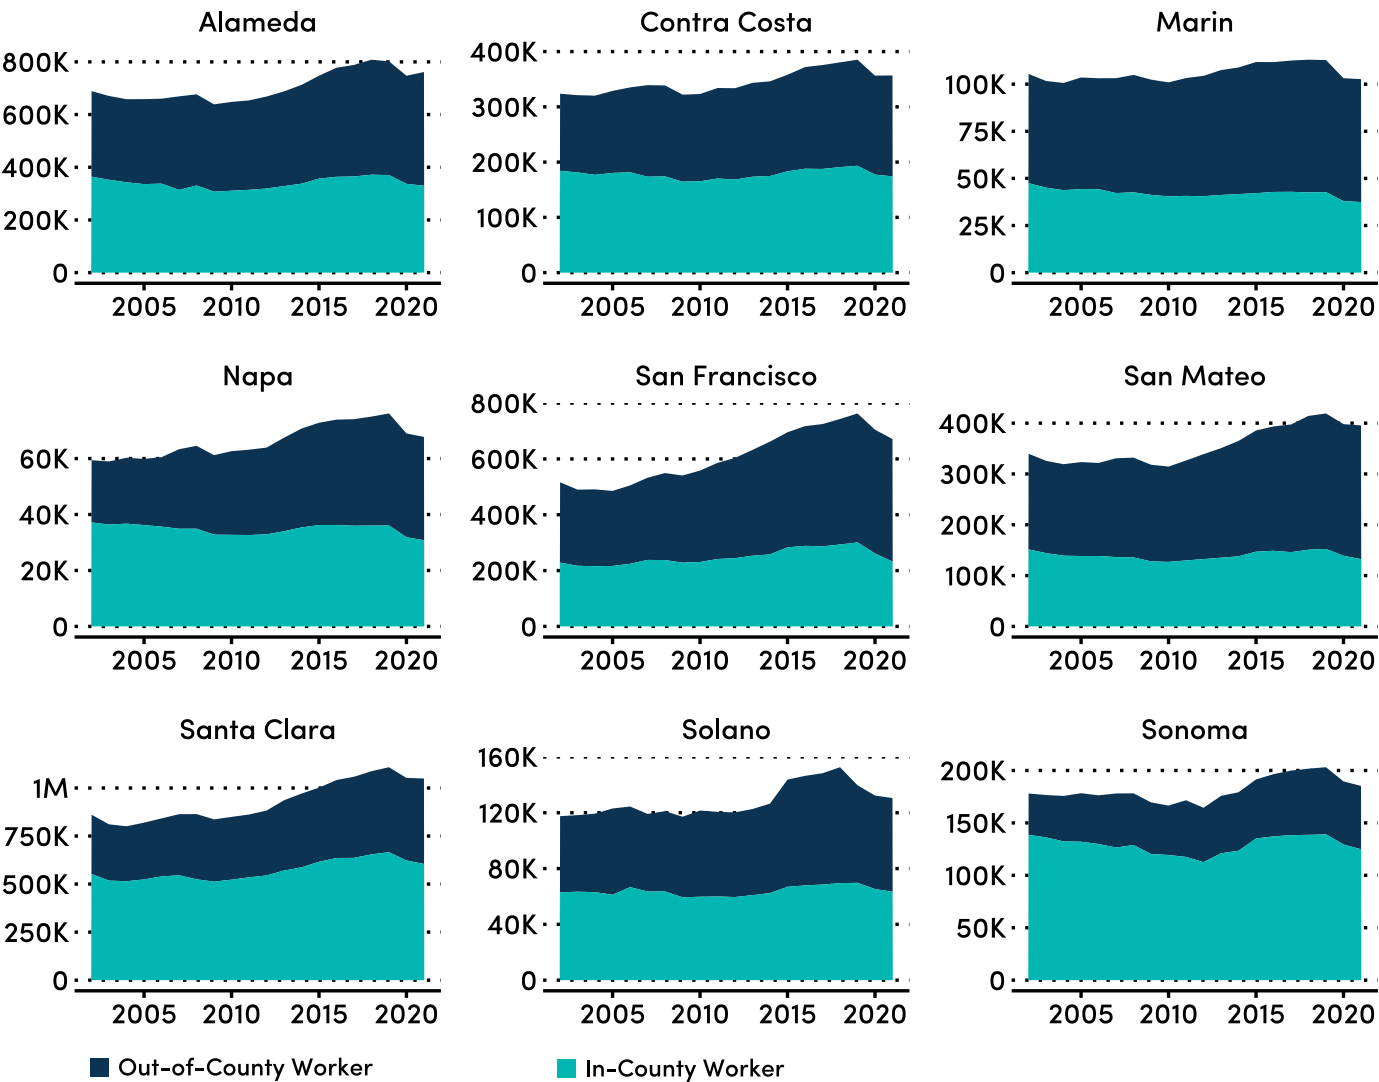 Alameda
800K
600K
400K
200K
0
2005 2010 2015 2020
Contra Costa
400K
300K
200K
100K
0
2005 2010 2015 2020
Marin
100K
75K
50K
25K
0
2005 2010 2015 2020
Napa
60K
40K
20K
0
2005 2010 2015 2020
San Francisco
800K
600K
400K
200K
0
2005 2010 2015 2020
San Mateo
400K
300K
200K
100K
0
2005 2010 2015 2020
Santa Clara
1M
750K
500K
250K
0
2005 2010 2015 2020
Solano
160K
120K
80K
40K
0
2005 2010 2015 2020
Sonoma
200K
150K
100K
50K
0
2005 2010 2015 2020
Out-of-County Worker
In-County Worker